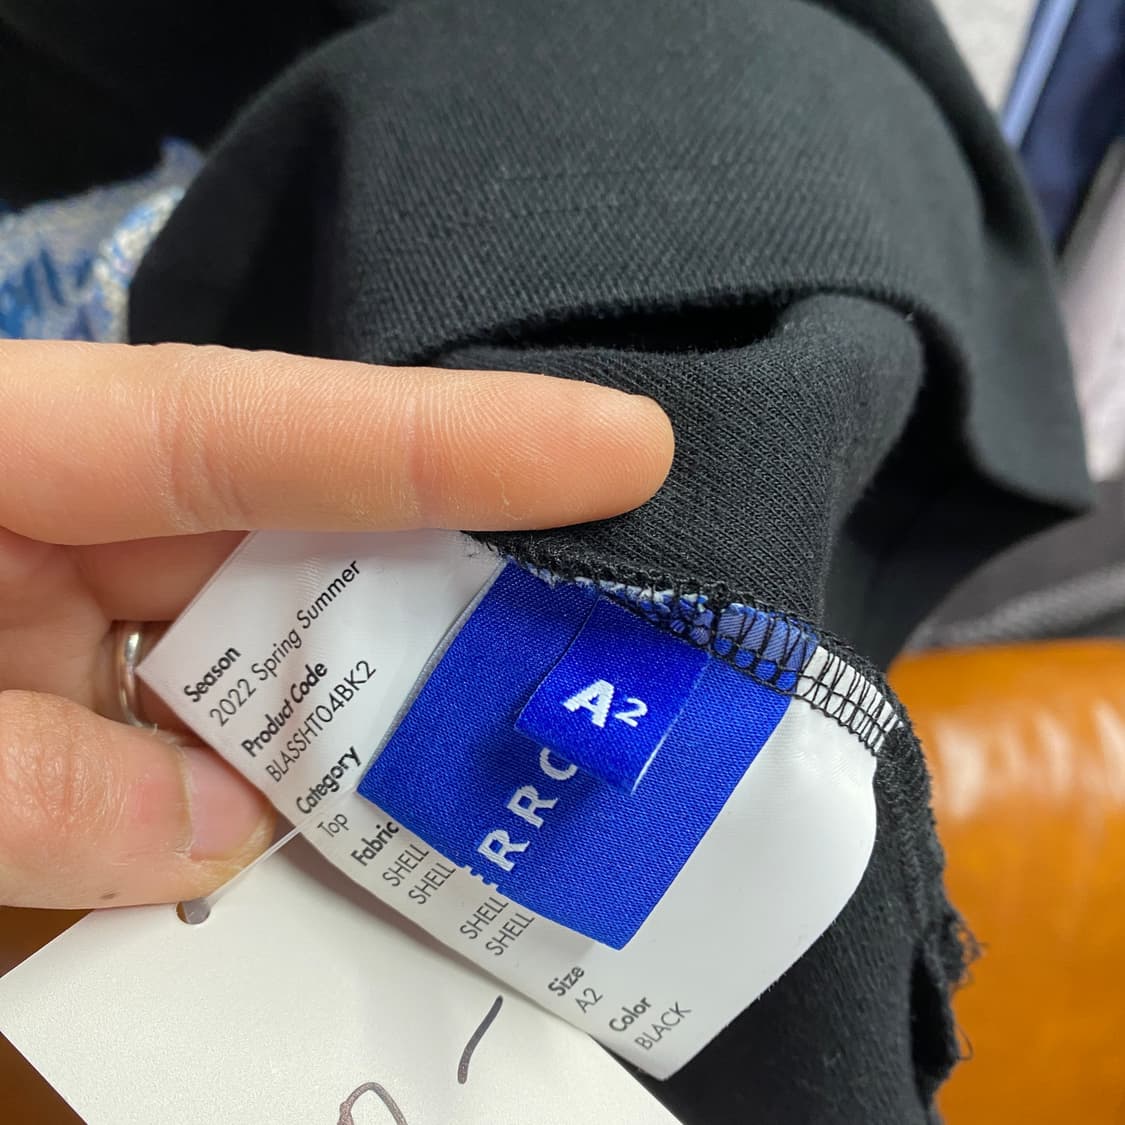 Season
2022 Spring Summer
Product Code
BLASSHT04BK2
Category
Top
Fabric
SHELL
SHELL
SHELL
SHELL
Size
A2
Color
BLACK
A2
RRO